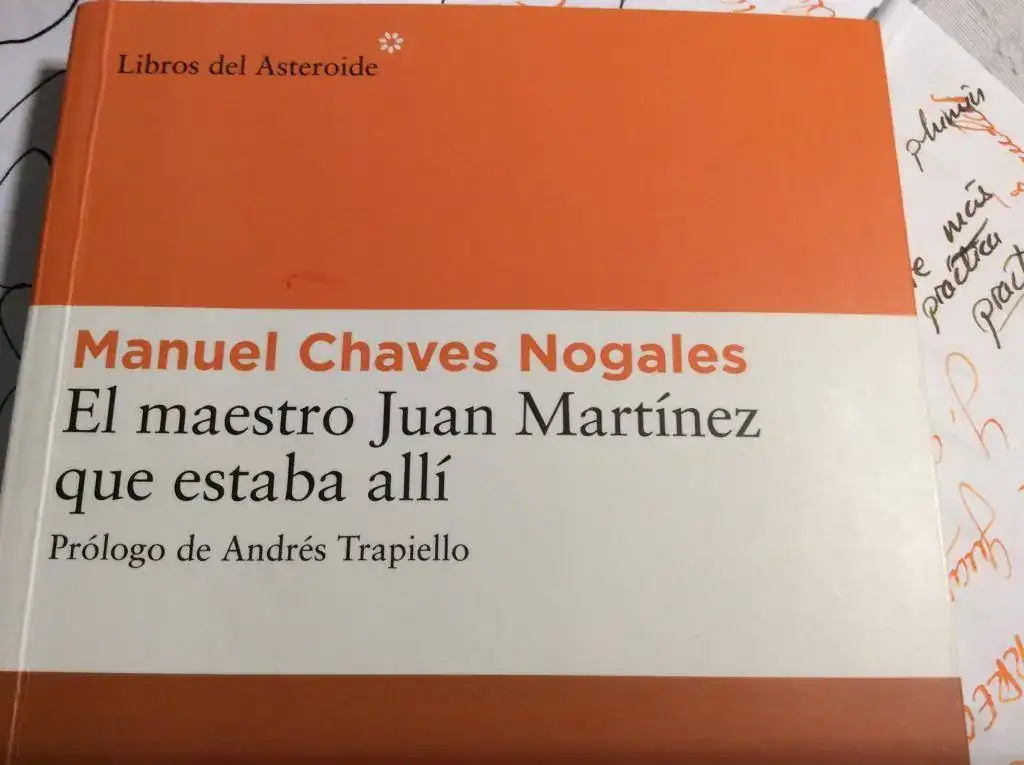 Libros del Asteroide
Manuel Chaves Nogales
El maestro Juan Martínez
que estaba allí
Prólogo de Andrés Trapiello
más
práctica